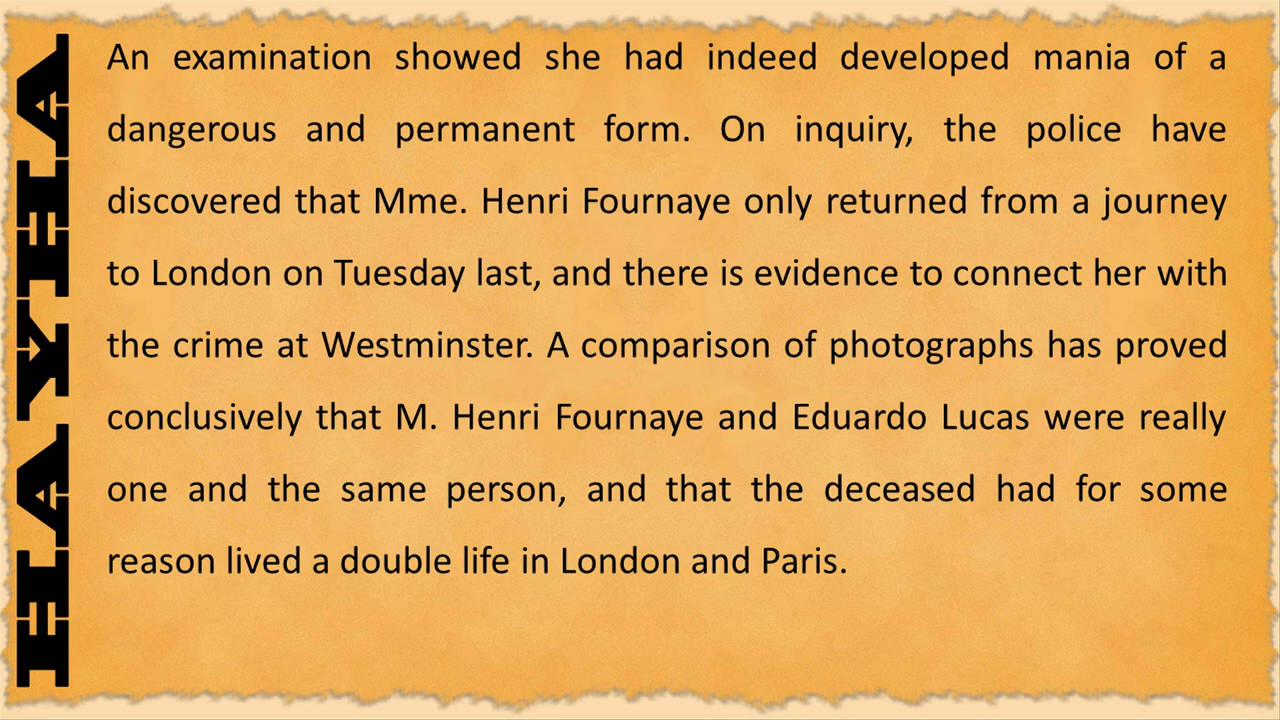 HAYHA
An examination showed she had indeed developed mania of a
dangerous and permanent form. On inquiry, the police have
discovered that Mme. Henri Fournaye only returned from a journey
to London on Tuesday last, and there is evidence to connect her with
the crime at Westminster. A comparison of photographs has proved
conclusively that M. Henri Fournaye and Eduardo Lucas were really
one and the same person, and that the deceased had for some
reason lived a double life in London and Paris.